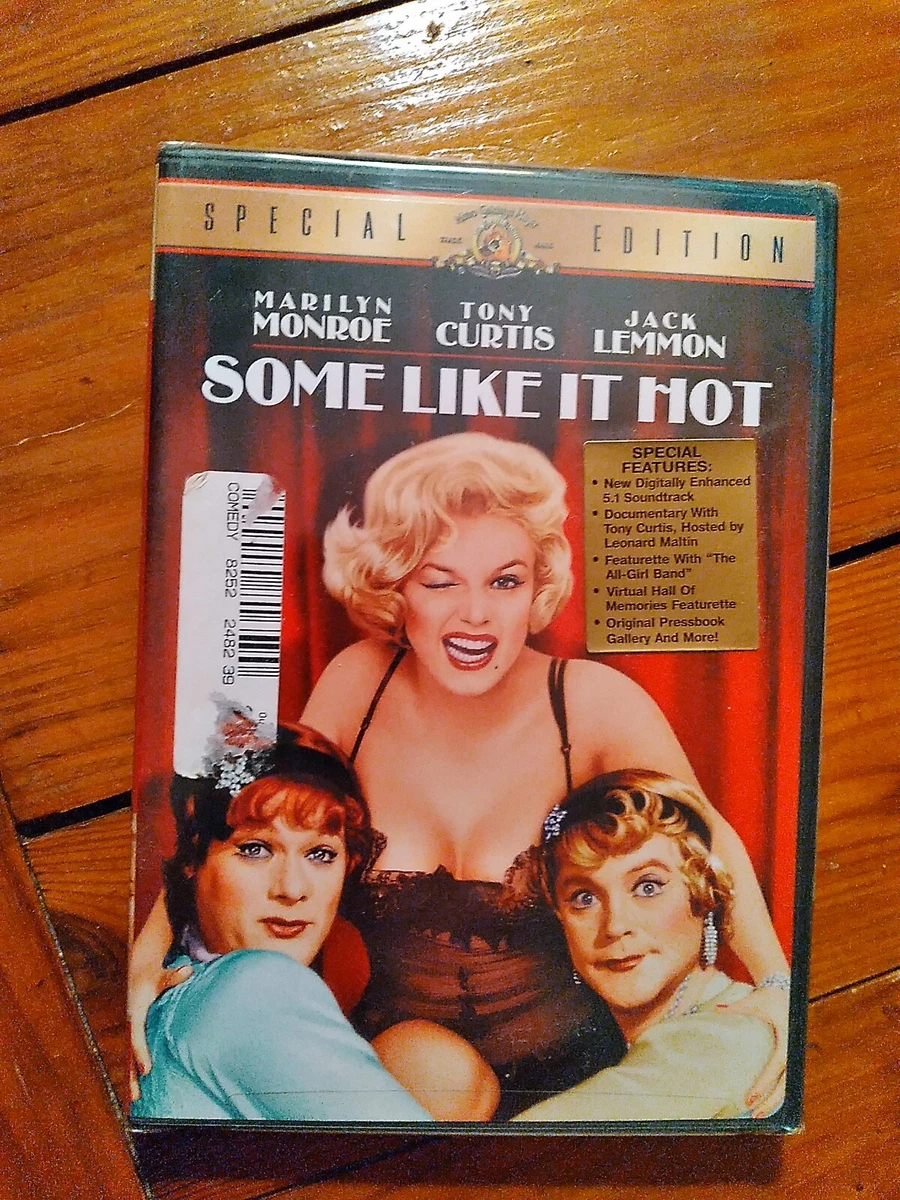 SPECIAL EDITION
TRADE MARK
MARILYN MONROE
TONY CURTIS
JACK LEMMON
SOME LIKE IT HOT
SPECIAL
FEATURES:
• New Digitally Enhanced
5.1 Soundtrack
• Documentary With
Tony Curtis, Hosted by
Leonard Maltin
• Featurette With "The
All-Girl Band"
• Virtual Hall Of
Memories Featurette
• Original Pressbook
Gallery And More!
COMEDY 8252 2482 39